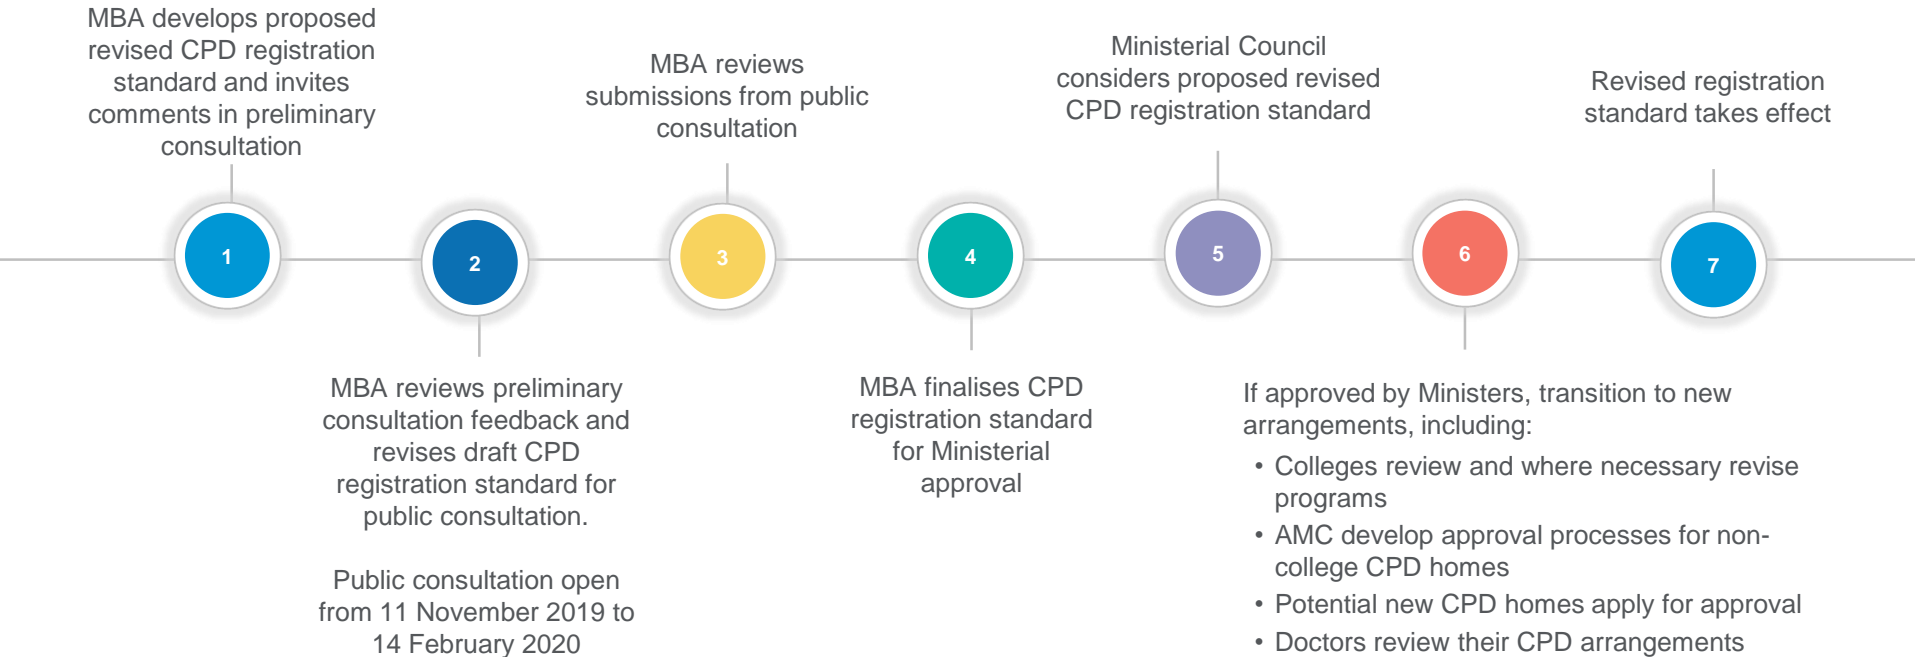 MBA develops proposed
revised CPD registration
standard and invites
comments in preliminary
consultation
1
MBA reviews preliminary
consultation feedback and
revises draft CPD
registration standard for
public consultation.
Public consultation open
from 11 November 2019 to
14 February 2020
2
MBA reviews
submissions from public
consultation
3
MBA finalises CPD
registration standard
for Ministerial
approval
4
Ministerial Council
considers proposed revised
CPD registration standard
5
If approved by Ministers, transition to new
arrangements, including:
• Colleges review and where necessary revise
programs
• AMC develop approval processes for non-
college CPD homes
• Potential new CPD homes apply for approval
• Doctors review their CPD arrangements
6
Revised registration
standard takes effect
7